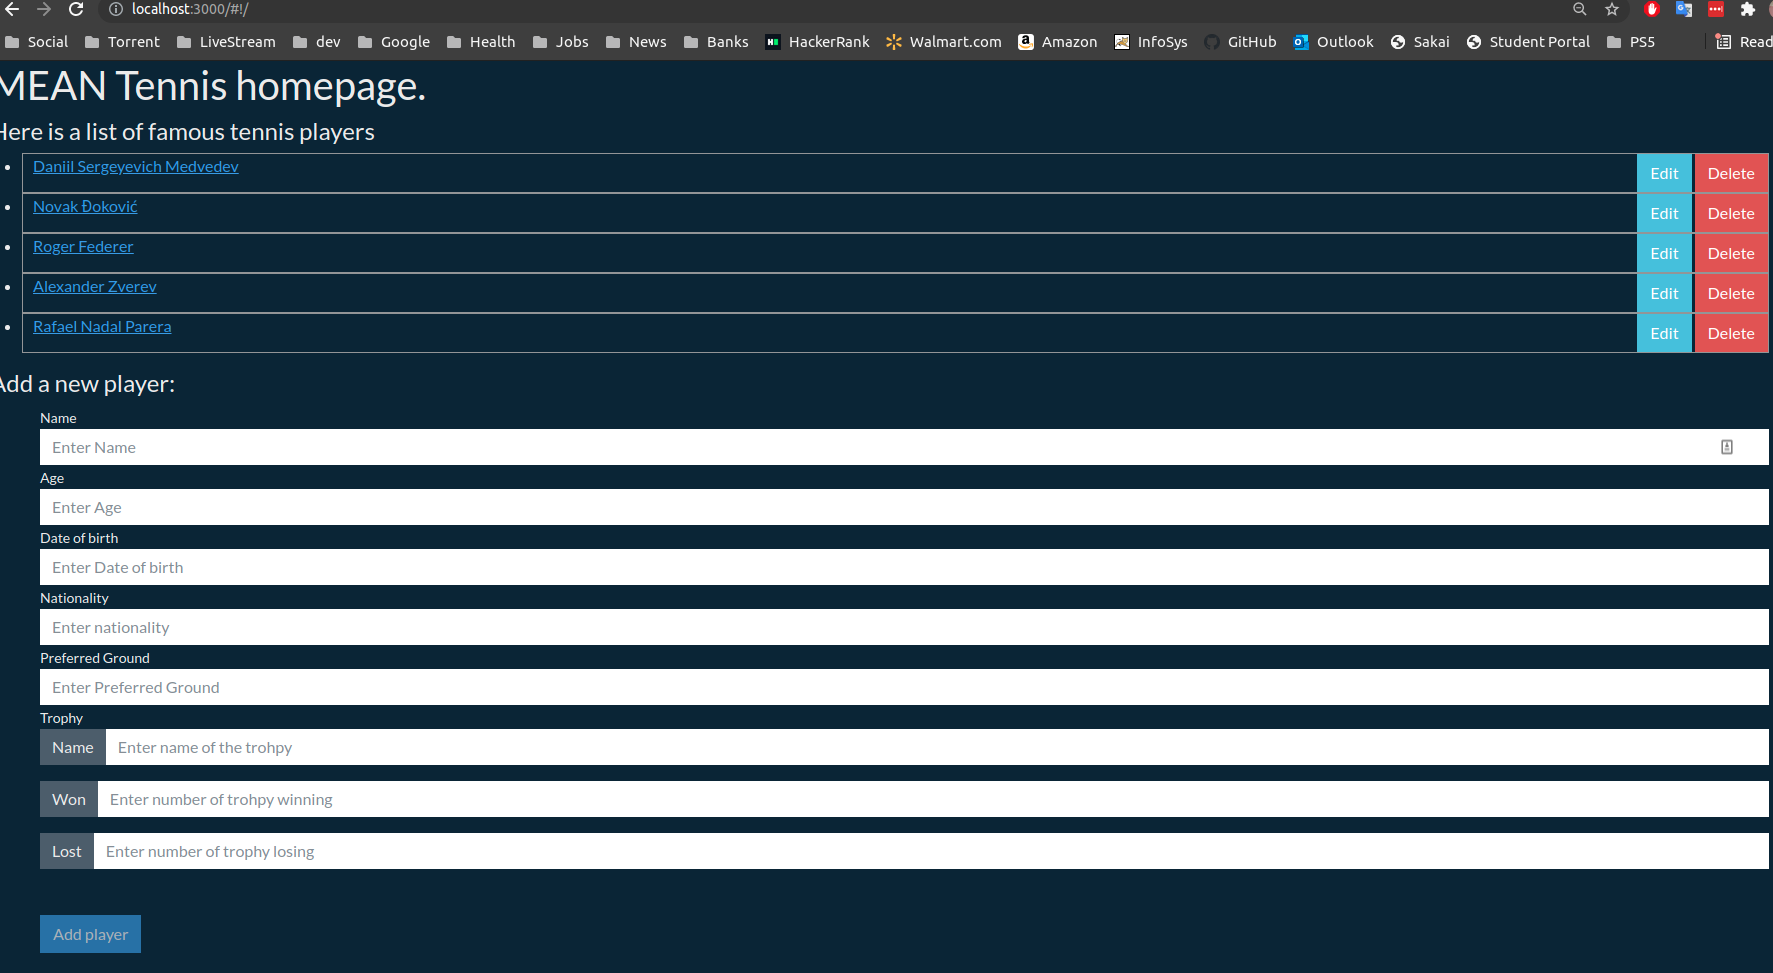 localhost:3000/#!/
Social Torrent LiveStream dev Google Health Jobs News Banks HackerRank Walmart.com Amazon InfoSys GitHub Outlook Sakai Student Portal PS5 Read
MEAN Tennis homepage.
Here is a list of famous tennis players
Daniil Sergeyevich Medvedev Edit Delete
Novak Đoković Edit Delete
Roger Federer Edit Delete
Alexander Zverev Edit Delete
Rafael Nadal Parera Edit Delete
Add a new player:
Name
Enter Name
Age
Enter Age
Date of birth
Enter Date of birth
Nationality
Enter nationality
Preferred Ground
Enter Preferred Ground
Trophy
Name Enter name of the trohpy
Won Enter number of trohpy winning
Lost Enter number of trophy losing
Add player